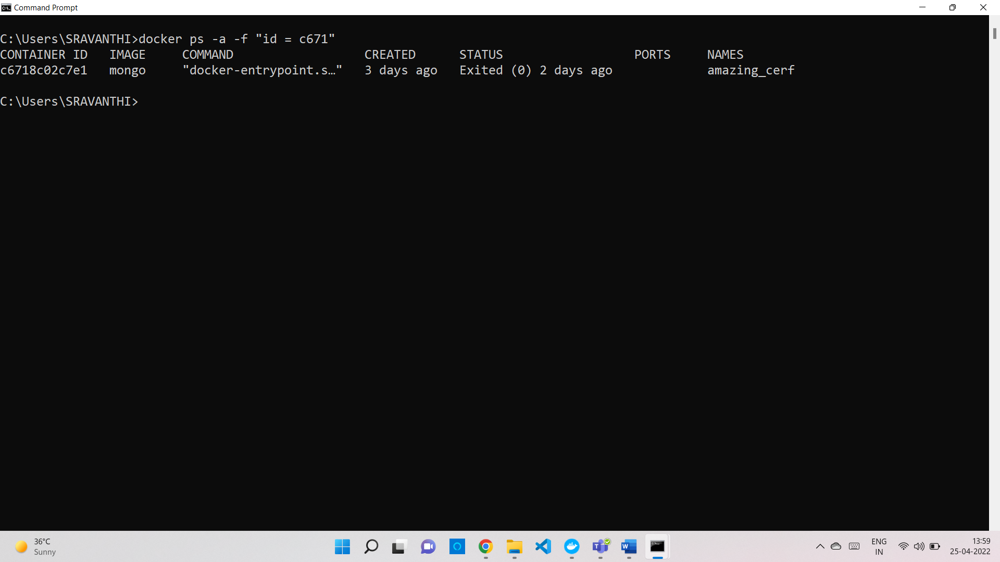 Command Prompt
C:\Users\SRAVANTHI>docker ps -a -f "id = c671"
CONTAINER ID   IMAGE     COMMAND                  CREATED      STATUS                  PORTS     NAMES
c6718c02c7e1   mongo     "docker-entrypoint.s…"   3 days ago   Exited (0) 2 days ago             amazing_cerf
C:\Users\SRAVANTHI>
36°C
Sunny
ENG
IN
13:59
25-04-2022